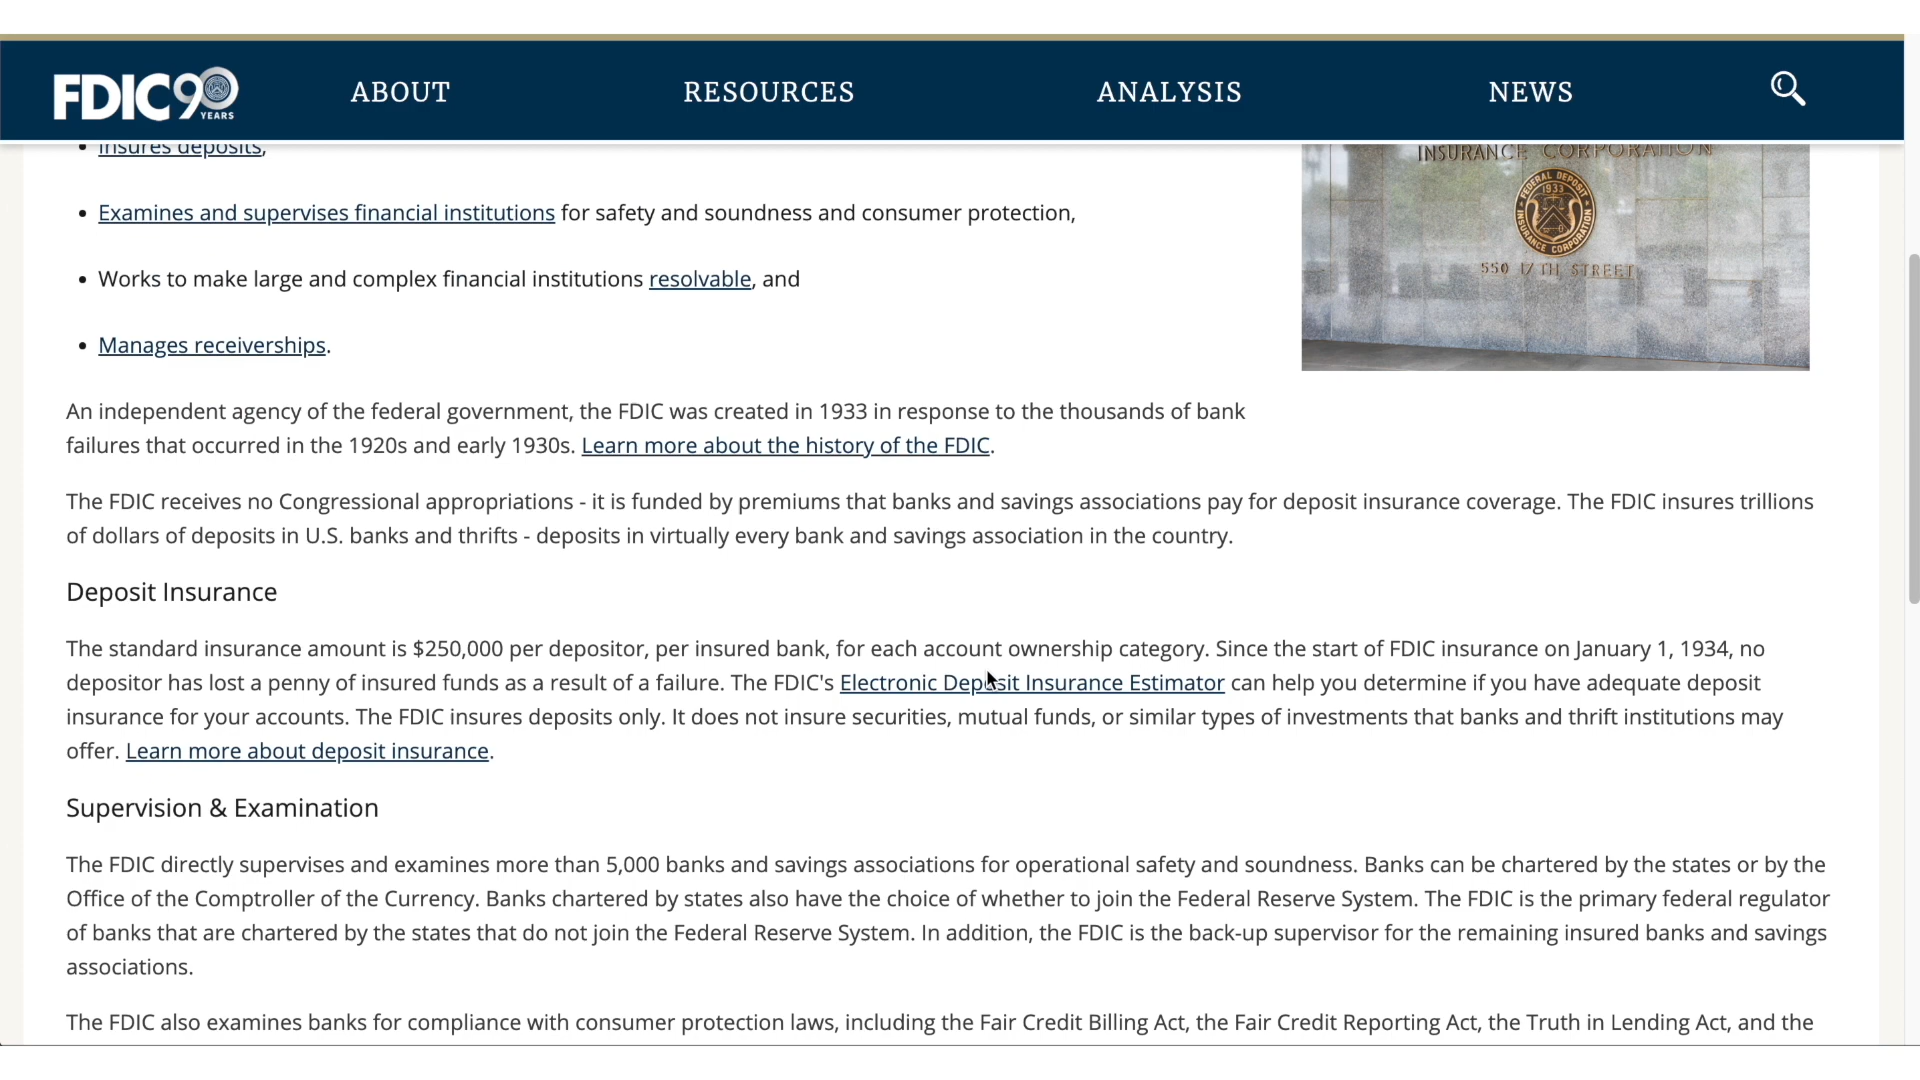 FDIC90 YEARS ABOUT RESOURCES ANALYSIS NEWS
• Insures deposits,
INSURANCE CORPORATION
FEDERAL DEPOSIT
1933
INSURANCE CORPORATION
550 17TH STREET
• Examines and supervises financial institutions for safety and soundness and consumer protection,
• Works to make large and complex financial institutions resolvable, and
• Manages receiverships.
An independent agency of the federal government, the FDIC was created in 1933 in response to the thousands of bank
failures that occurred in the 1920s and early 1930s. Learn more about the history of the FDIC.
The FDIC receives no Congressional appropriations - it is funded by premiums that banks and savings associations pay for deposit insurance coverage. The FDIC insures trillions
of dollars of deposits in U.S. banks and thrifts - deposits in virtually every bank and savings association in the country.
Deposit Insurance
The standard insurance amount is $250,000 per depositor, per insured bank, for each account ownership category. Since the start of FDIC insurance on January 1, 1934, no
depositor has lost a penny of insured funds as a result of a failure. The FDIC's Electronic Deposit Insurance Estimator can help you determine if you have adequate deposit
insurance for your accounts. The FDIC insures deposits only. It does not insure securities, mutual funds, or similar types of investments that banks and thrift institutions may
offer. Learn more about deposit insurance.
Supervision & Examination
The FDIC directly supervises and examines more than 5,000 banks and savings associations for operational safety and soundness. Banks can be chartered by the states or by the
Office of the Comptroller of the Currency. Banks chartered by states also have the choice of whether to join the Federal Reserve System. The FDIC is the primary federal regulator
of banks that are chartered by the states that do not join the Federal Reserve System. In addition, the FDIC is the back-up supervisor for the remaining insured banks and savings
associations.
The FDIC also examines banks for compliance with consumer protection laws, including the Fair Credit Billing Act, the Fair Credit Reporting Act, the Truth in Lending Act, and the